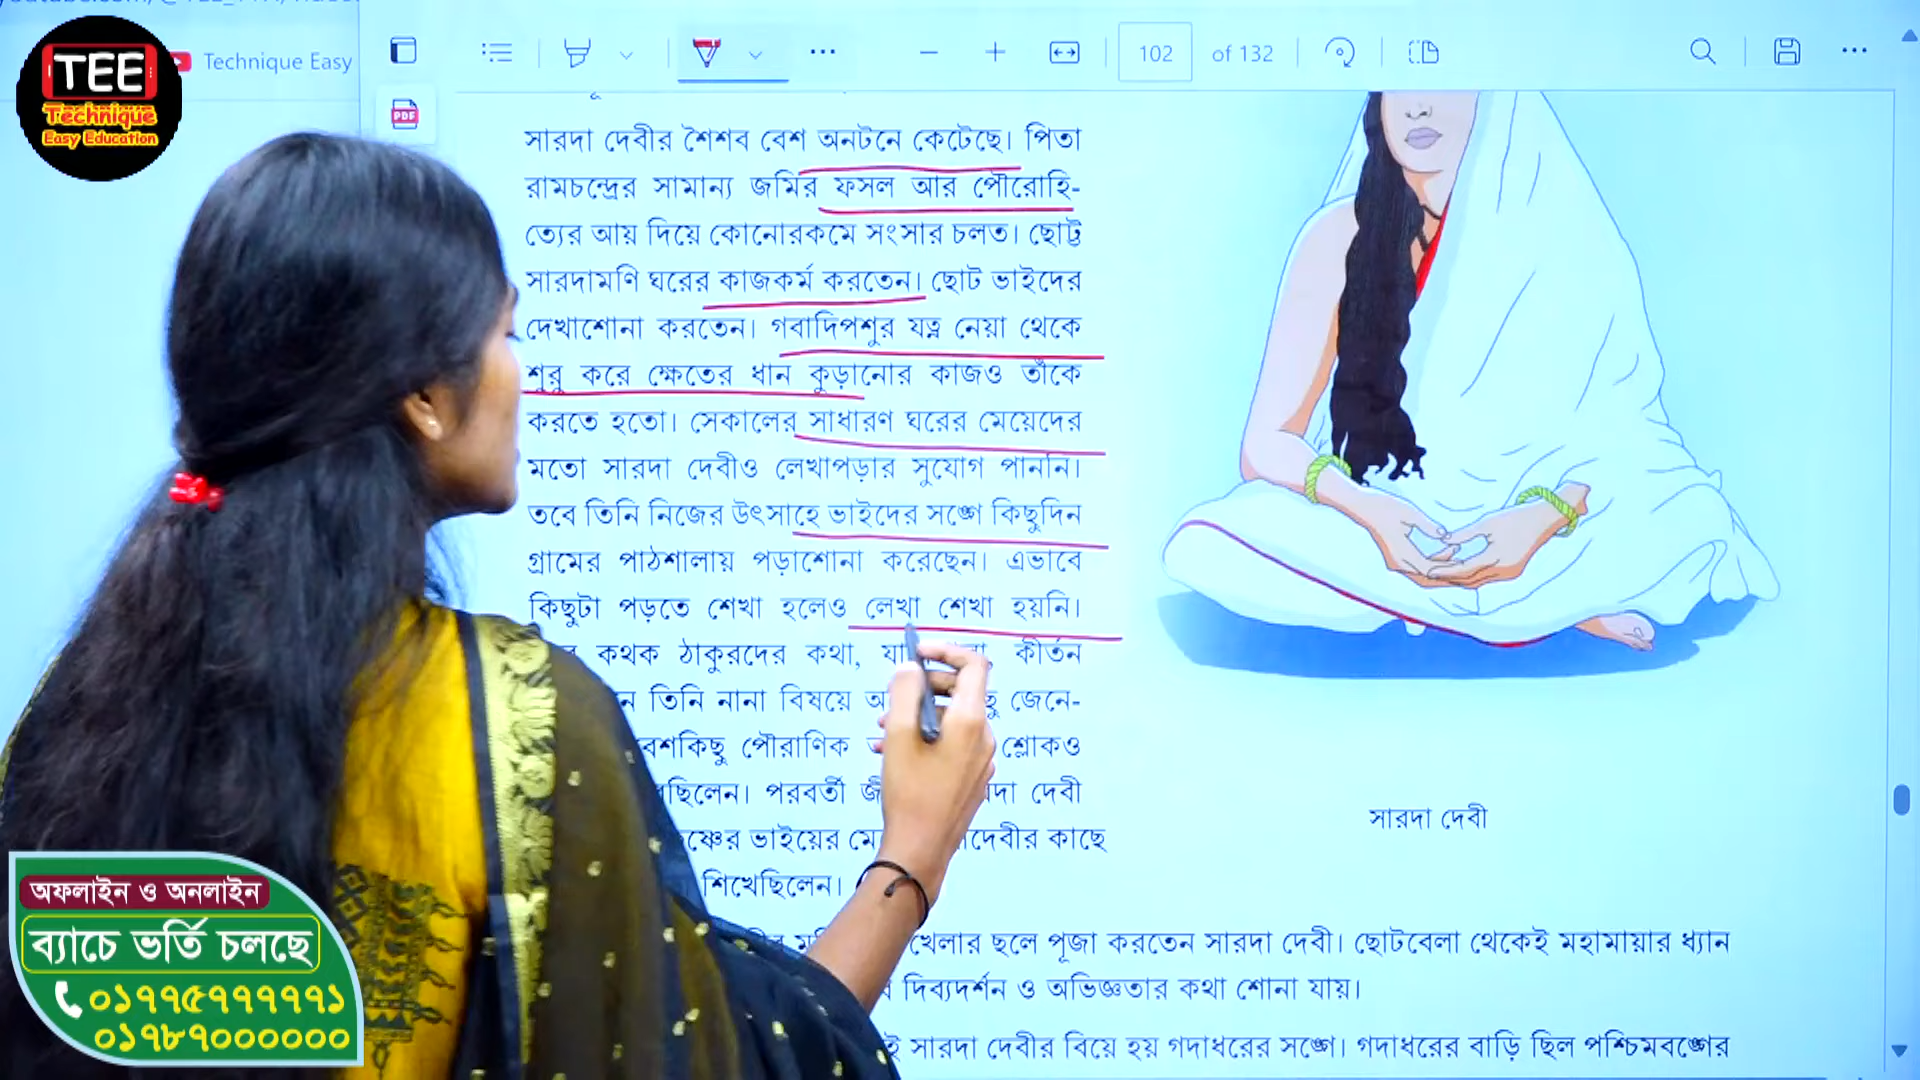 TEE
Technique
Easy Education
Technique Easy
102 of 132
PDF
সারদা দেবীর শৈশব বেশ অনটনে কেটেছে। পিতা
রামচন্দ্রের সামান্য জমির ফসল আর পৌরোহি-
ত্যের আয় দিয়ে কোনোরকমে সংসার চলত। ছোট্ট
সারদামণি ঘরের কাজকর্ম করতেন। ছোট ভাইদের
দেখাশোনা করতেন। গবাদিপশুর যত্ন নেয়া থেকে
শুরু করে ক্ষেতের ধান কুড়ানোর কাজও তাঁকে
করতে হতো। সেকালের সাধারণ ঘরের মেয়েদের
মতো সারদা দেবীও লেখাপড়ার সুযোগ পাননি।
তবে তিনি নিজের উৎসাহে ভাইদের সঙ্গে কিছুদিন
গ্রামের পাঠশালায় পড়াশোনা করেছেন। এভাবে
কিছুটা পড়তে শেখা হলেও লেখা শেখা হয়নি।
কথক ঠাকুরদের কথা, কীর্তন
তিনি নানা বিষয়ে জেনে-
পৌরাণিক শ্লোকও
পরবর্তী দেবী
ভাইয়ের কাছে
শিখেছিলেন।
খেলার ছলে পূজা করতেন সারদা দেবী। ছোটবেলা থেকেই মহামায়ার ধ্যান
দিব্যদর্শন ও অভিজ্ঞতার কথা শোনা যায়।
সারদা দেবীর বিয়ে হয় গদাধরের সঙ্গে। গদাধরের বাড়ি ছিল পশ্চিমবঙ্গের
সারদা দেবী
অফলাইন ও অনলাইন
ব্যাচে ভর্তি চলছে
০১৭৭৫৭৭৭৭৭১
০১৭৮৭০০০০০০